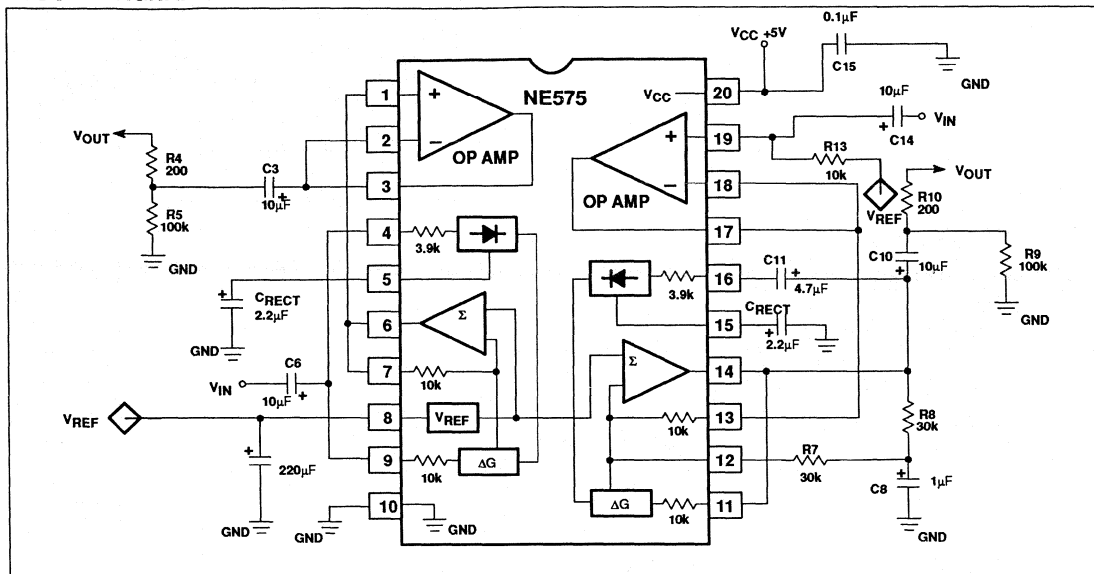 NE575
VCC +5V
0.1µF
C15
GND
VCC
20
1
+
2
−
OP AMP
3
VOUT
R4
200
C3
10µF
+
R5
100k
GND
10µF
+
C14
VIN
19
R13
10k
VREF
+
−
OP AMP
18
17
VOUT
R10
200
C10
10µF
+
R9
100k
GND
4
3.9k
5
+
CRECT
2.2µF
GND
6
Σ
7
10k
VIN
C6
10µF
+
VREF
8
VREF
+
220µF
GND
9
10k
ΔG
10
GND
GND
3.9k
16
C11
+
4.7µF
15
CRECT
+
2.2µF
Σ
14
10k
13
R8
30k
12
R7
30k
+
C8
1µF
GND
ΔG
10k
11